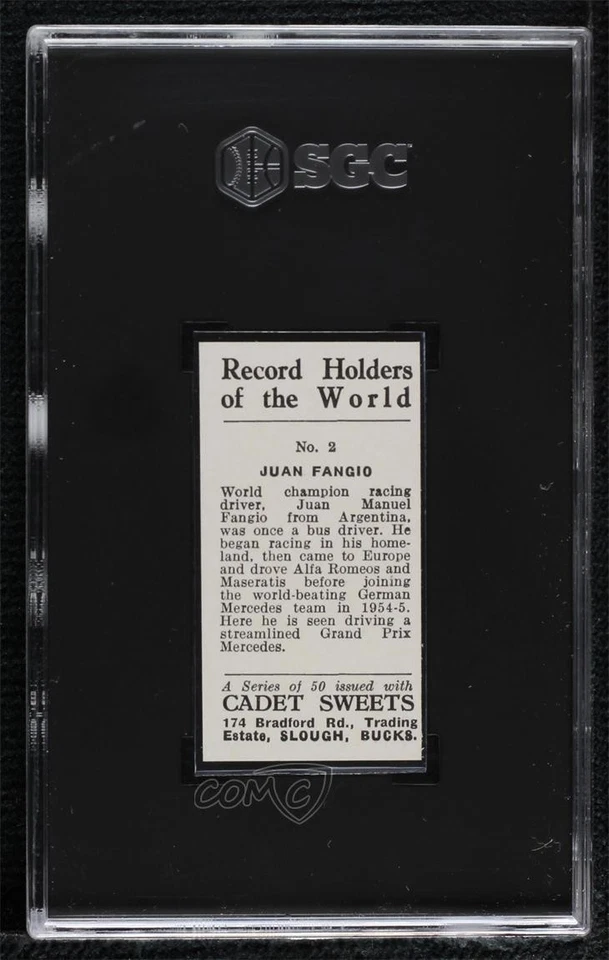 SGC
Record Holders
of the World
No. 2
JUAN FANGIO
World champion racing
driver, Juan Manuel
Fangio from Argentina,
was once a bus driver. He
began racing in his home-
land, then came to Europe
and drove Alfa Romeos and
Maseratis before joining
the world-beating German
Mercedes team in 1954-5.
Here he is seen driving a
streamlined Grand Prix
Mercedes.
A Series of 50 issued with
CADET SWEETS
174 Bradford Rd., Trading
Estate, SLOUGH, BUCKS.
COMC